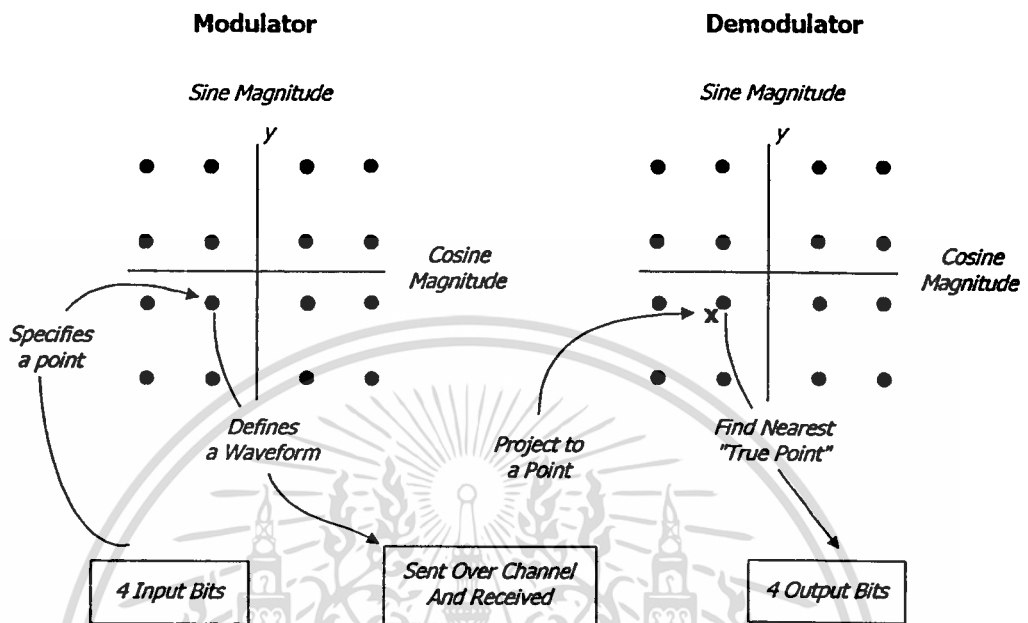 Modulator
Sine Magnitude
y
Cosine
Magnitude
Specifies
a point
Defines
a Waveform
4 Input Bits
Sent Over Channel
And Received
Demodulator
Sine Magnitude
y
Cosine
Magnitude
x
Project to
a Point
Find Nearest
"True Point"
4 Output Bits